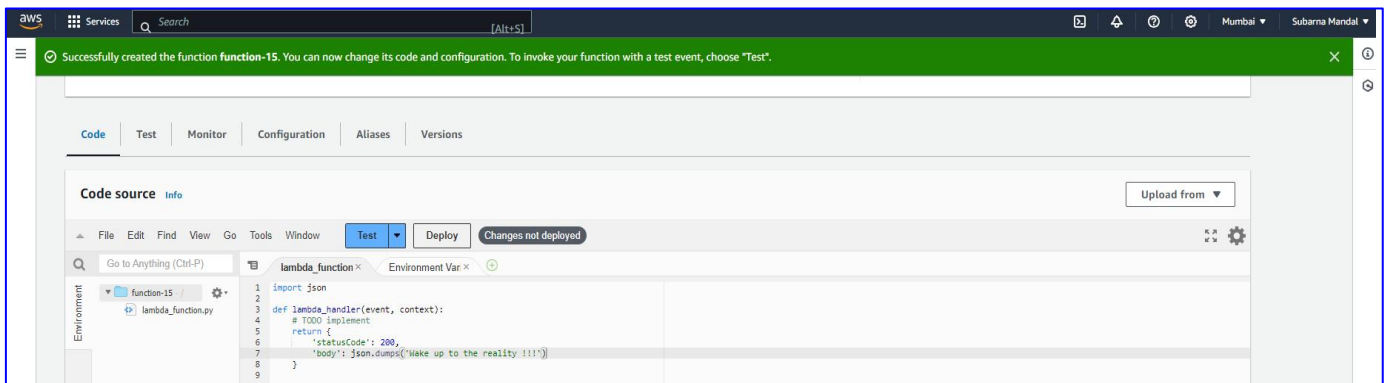 aws Services Search [Alt+S] Mumbai ▼ Subarna Mandal ▼
Successfully created the function function-15. You can now change its code and configuration. To invoke your function with a test event, choose "Test".
Code Test Monitor Configuration Aliases Versions
Code source Info Upload from ▼
File Edit Find View Go Tools Window Test ▼ Deploy Changes not deployed
Go to Anything (Ctrl-P) lambda_function × Environment Var ×
Environment
function-15 - /
lambda_function.py
1 import json
2
3 def lambda_handler(event, context):
4 # TODO implement
5 return {
6 'statusCode': 200,
7 'body': json.dumps('Wake up to the reality !!!')
8 }
9